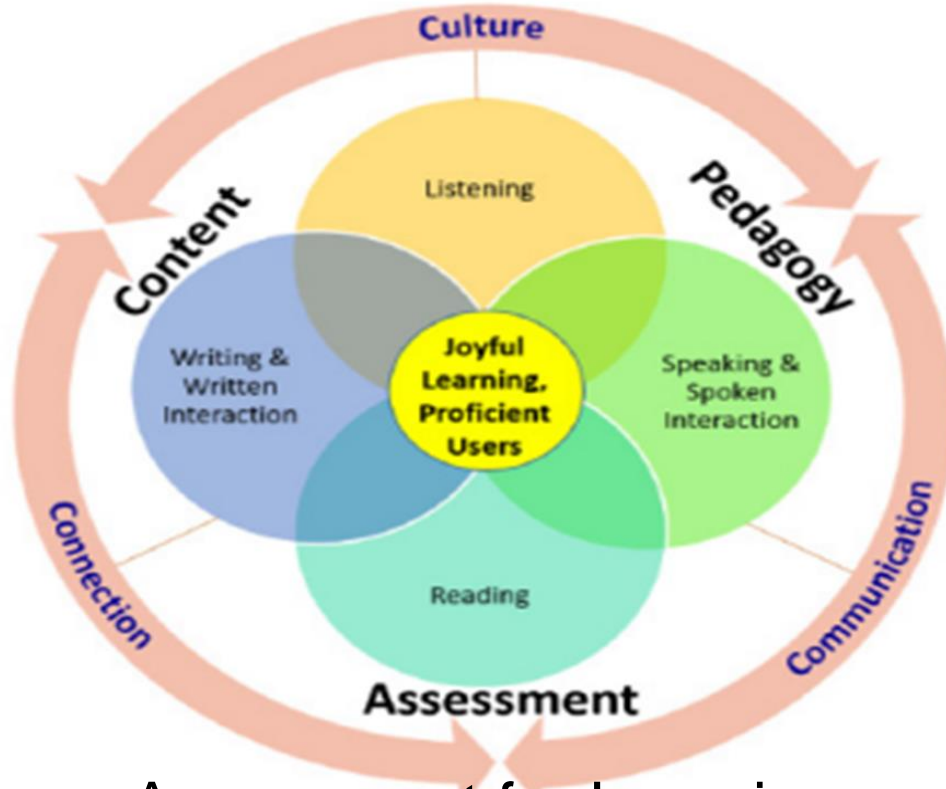 Culture
Content
Pedagogy
Listening
Writing &
Written
Interaction
Joyful
Learning,
Proficient
Users
Speaking &
Spoken
Interaction
Connection
Communication
Reading
Assessment